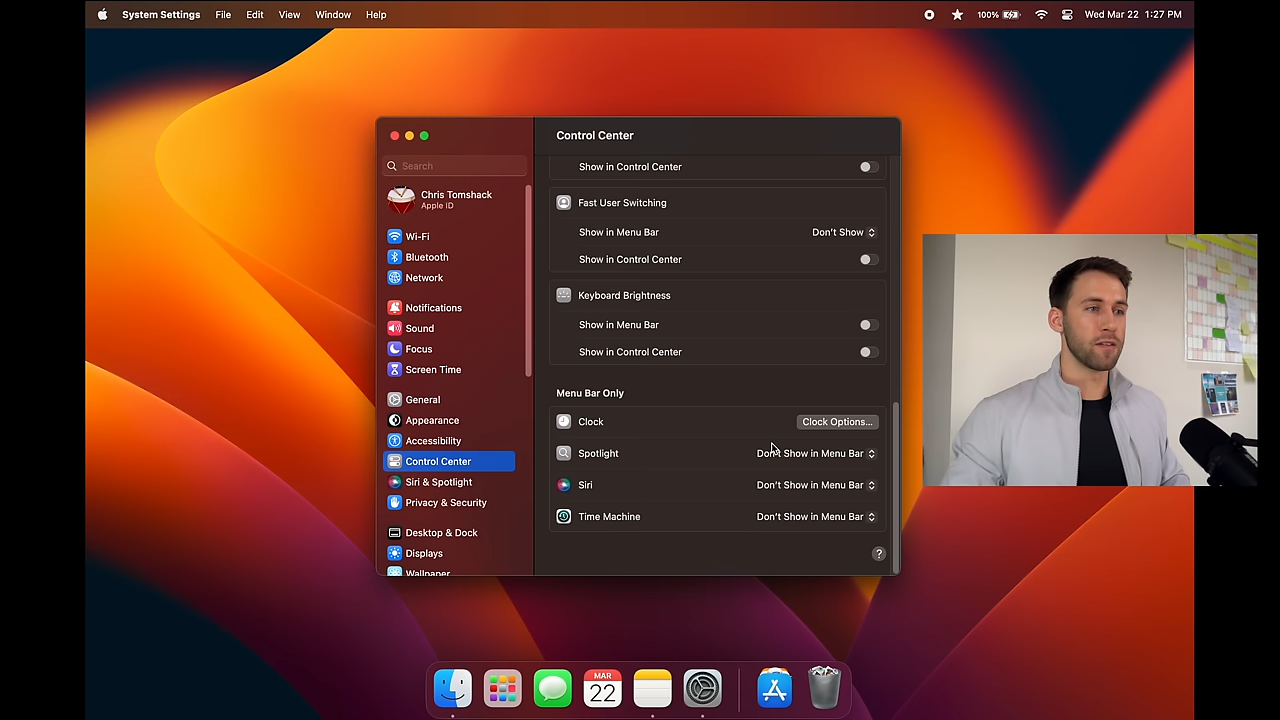 System Settings File Edit View Window Help 100% Wed Mar 22 1:27 PM
Control Center
Search
Chris Tomshack
Apple ID
Wi-Fi
Bluetooth
Network
Notifications
Sound
Focus
Screen Time
General
Appearance
Accessibility
Control Center
Siri & Spotlight
Privacy & Security
Desktop & Dock
Displays
Wallpaper
Show in Control Center
Fast User Switching
Show in Menu Bar Don't Show
Show in Control Center
Keyboard Brightness
Show in Menu Bar
Show in Control Center
Menu Bar Only
Clock Clock Options...
Spotlight Don't Show in Menu Bar
Siri Don't Show in Menu Bar
Time Machine Don't Show in Menu Bar
?
MAR
22